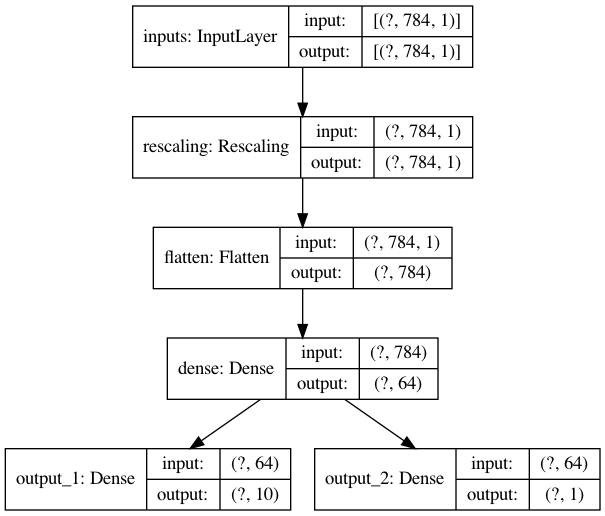 inputs: InputLayer
input: [(?, 784, 1)]
output: [(?, 784, 1)]
rescaling: Rescaling
input: (?, 784, 1)
output: (?, 784, 1)
flatten: Flatten
input: (?, 784, 1)
output: (?, 784)
dense: Dense
input: (?, 784)
output: (?, 64)
output_1: Dense
input: (?, 64)
output: (?, 10)
output_2: Dense
input: (?, 64)
output: (?, 1)